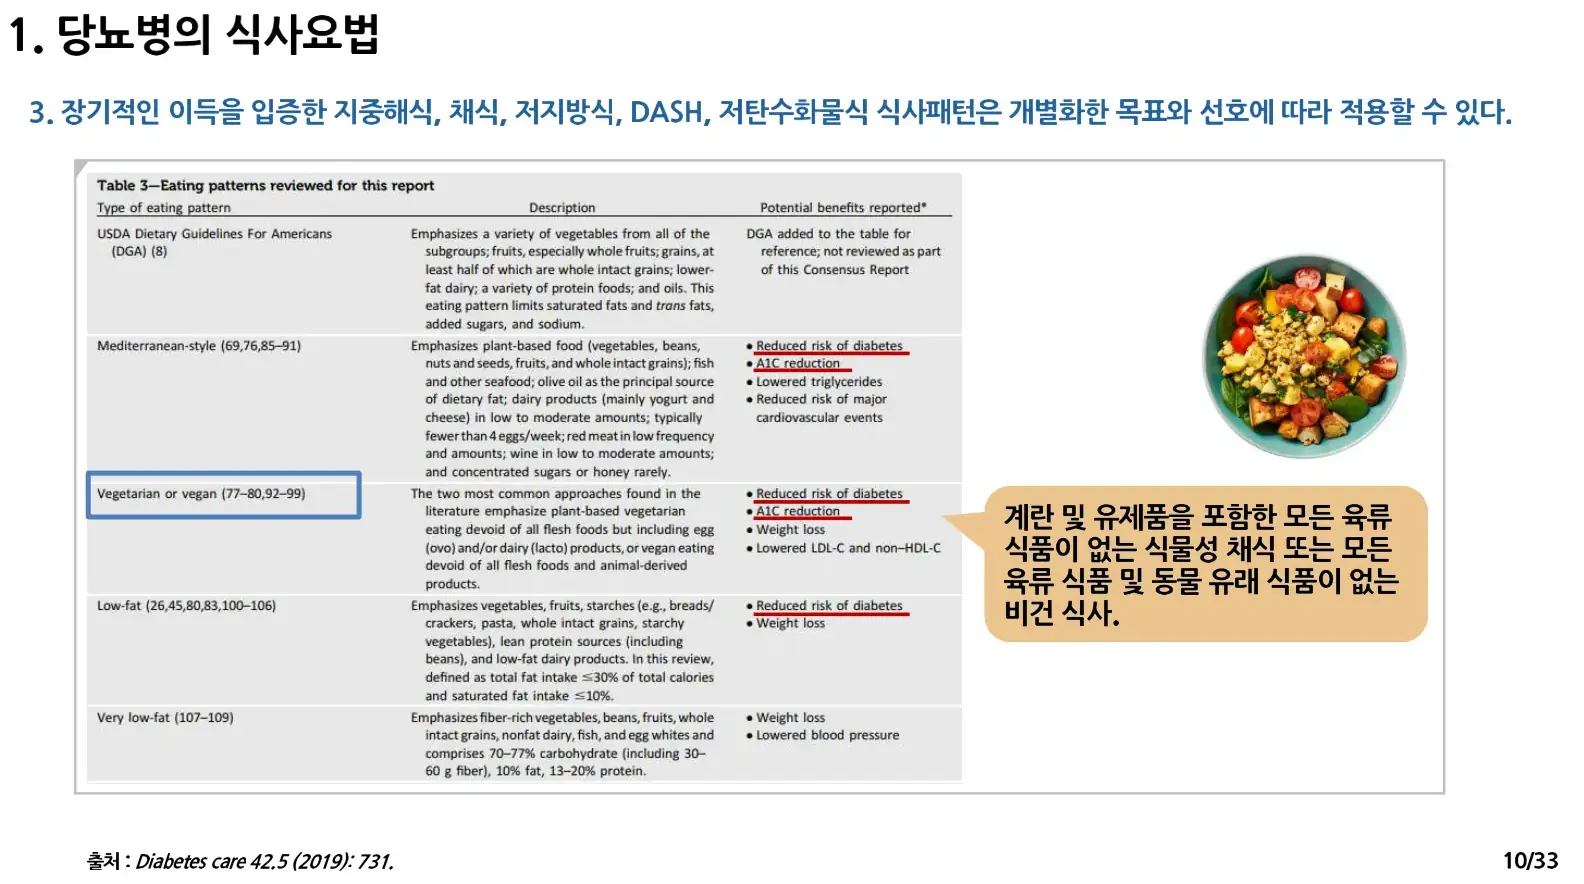 1. 당뇨병의 식사요법
3. 장기적인 이득을 입증한 지중해식, 채식, 저지방식, DASH, 저탄수화물식 식사패턴은 개별화한 목표와 선호에 따라 적용할 수 있다.
Table 3—Eating patterns reviewed for this report
Type of eating pattern Description Potential benefits reported*
USDA Dietary Guidelines For Americans
(DGA) (8)
Emphasizes a variety of vegetables from all of the
subgroups; fruits, especially whole fruits; grains, at
least half of which are whole intact grains; lower-
fat dairy; a variety of protein foods; and oils. This
eating pattern limits saturated fats and trans fats,
added sugars, and sodium.
DGA added to the table for
reference; not reviewed as part
of this Consensus Report
Mediterranean-style (69,76,85–91)
Emphasizes plant-based food (vegetables, beans,
nuts and seeds, fruits, and whole intact grains); fish
and other seafood; olive oil as the principal source
of dietary fat; dairy products (mainly yogurt and
cheese) in low to moderate amounts; typically
fewer than 4 eggs/week; red meat in low frequency
and amounts; wine in low to moderate amounts;
and concentrated sugars or honey rarely.
• Reduced risk of diabetes
• A1C reduction
• Lowered triglycerides
• Reduced risk of major
cardiovascular events
Vegetarian or vegan (77–80,92–99)
The two most common approaches found in the
literature emphasize plant-based vegetarian
eating devoid of all flesh foods but including egg
(ovo) and/or dairy (lacto) products, or vegan eating
devoid of all flesh foods and animal-derived
products.
• Reduced risk of diabetes
• A1C reduction
• Weight loss
• Lowered LDL-C and non–HDL-C
계란 및 유제품을 포함한 모든 육류
식품이 없는 식물성 채식 또는 모든
육류 식품 및 동물 유래 식품이 없는
비건 식사.
Low-fat (26,45,80,83,100–106)
Emphasizes vegetables, fruits, starches (e.g., breads/
crackers, pasta, whole intact grains, starchy
vegetables), lean protein sources (including
beans), and low-fat dairy products. In this review,
defined as total fat intake ≤30% of total calories
and saturated fat intake ≤10%.
• Reduced risk of diabetes
• Weight loss
Very low-fat (107–109)
Emphasizes fiber-rich vegetables, beans, fruits, whole
intact grains, nonfat dairy, fish, and egg whites and
comprises 70–77% carbohydrate (including 30–
60 g fiber), 10% fat, 13–20% protein.
• Weight loss
• Lowered blood pressure
출처 : Diabetes care 42.5 (2019): 731.
10/33